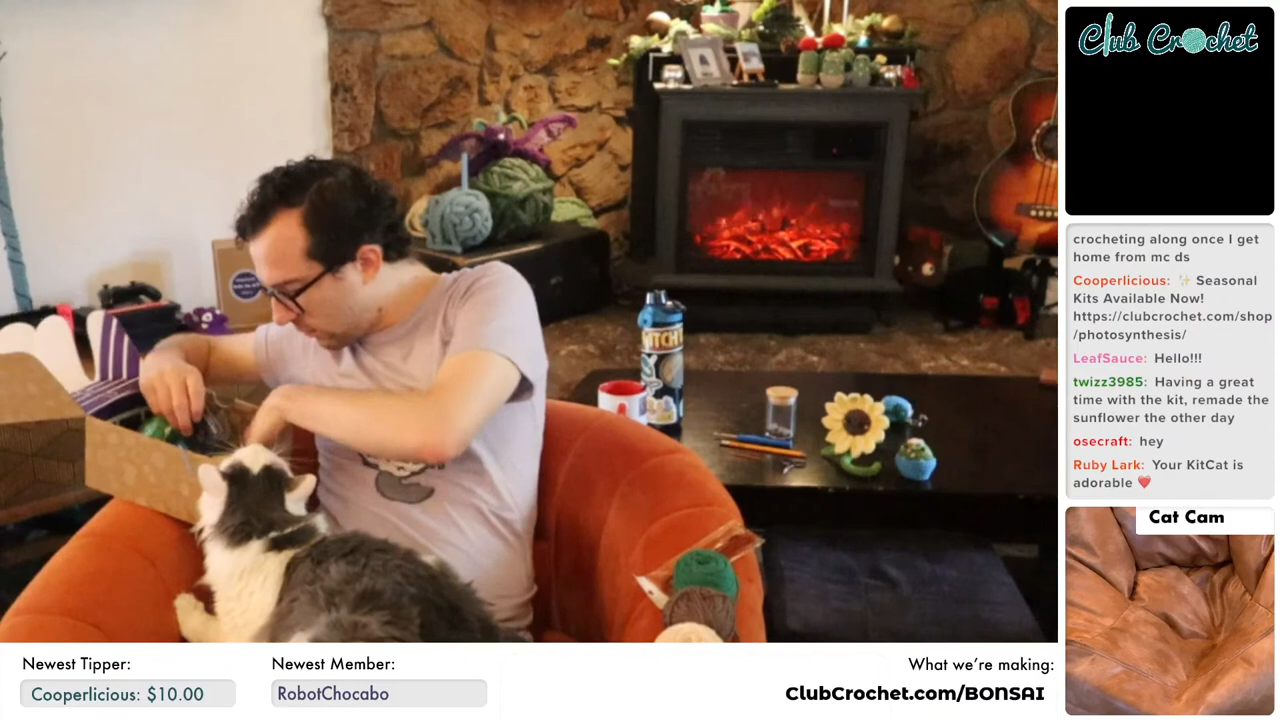 Club Crochet
crocheting along once I get
home from mc ds
Cooperlicious: ✨ Seasonal
Kits Available Now!
https://clubcrochet.com/shop
/photosynthesis/
LeafSauce: Hello!!!
twizz3985: Having a great
time with the kit, remade the
sunflower the other day
osecraft: hey
Ruby Lark: Your KitCat is
adorable ❤️
Cat Cam
Newest Tipper:
Cooperlicious: $10.00
Newest Member:
RobotChocabo
What we're making:
ClubCrochet.com/BONSAI